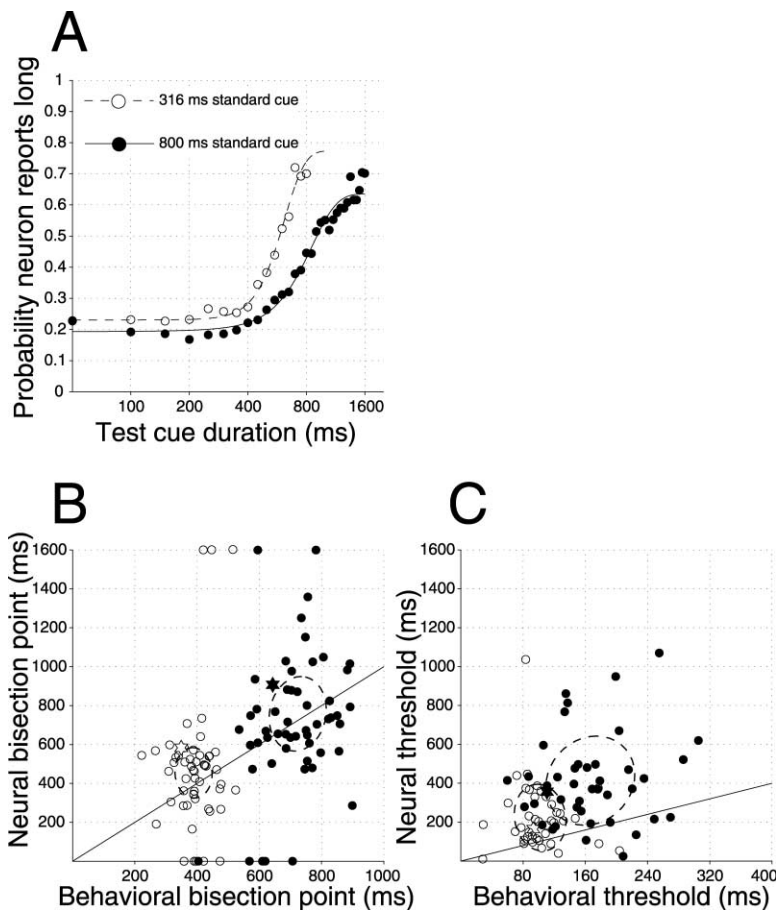 A
Probability neuron reports long
1
0.9
0.8
0.7
0.6
0.5
0.4
0.3
0.2
0.1
0
316 ms standard cue
800 ms standard cue
100 200 400 800 1600
Test cue duration (ms)
B
Neural bisection point (ms)
1600
1400
1200
1000
800
600
400
200
200 400 600 800 1000
Behavioral bisection point (ms)
C
Neural threshold (ms)
1600
1400
1200
1000
800
600
400
200
80 160 240 320 400
Behavioral threshold (ms)